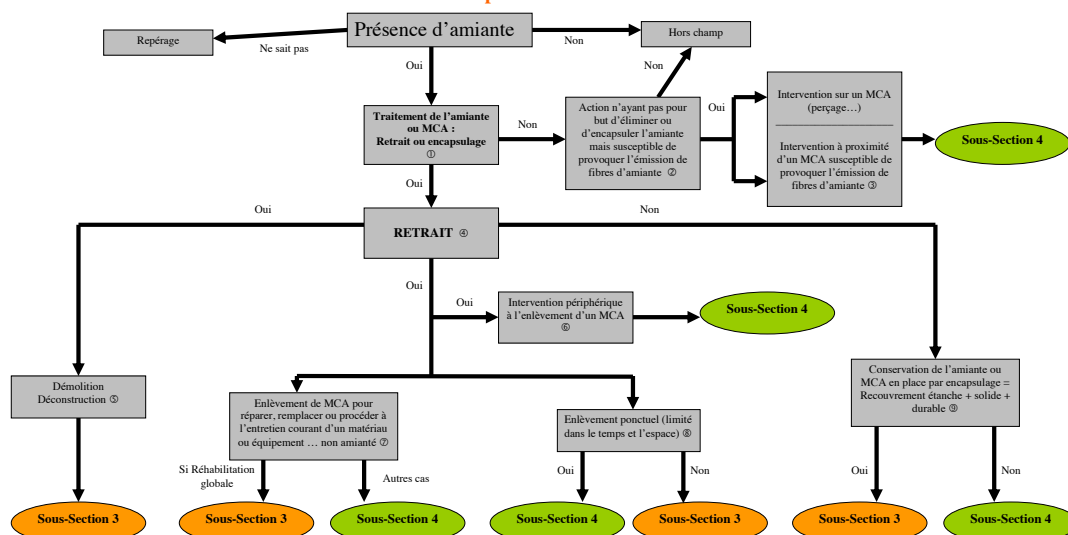 Présence d’amiante
Repérage
Ne sait pas
Non
Hors champ
Oui
Non
Traitement de l’amiante
ou MCA :
Retrait ou encapsulage
①
Non
Action n’ayant pas pour
but d’éliminer ou
d’encapsuler l’amiante
mais susceptible de
provoquer l’émission de
fibres d’amiante ②
Oui
Intervention sur un MCA
(perçage…)
Intervention à proximité
d’un MCA susceptible de
provoquer l’émission de
fibres d’amiante ③
Sous-Section 4
Oui
Oui
RETRAIT ④
Non
Oui
Oui
Intervention périphérique
à l’enlèvement d’un MCA
⑥
Sous-Section 4
Démolition
Déconstruction ⑤
Enlèvement de MCA pour
réparer, remplacer ou procéder à
l’entretien courant d’un matériau
ou équipement … non amianté ⑦
Enlèvement ponctuel (limité
dans le temps et l’espace) ⑧
Conservation de l’amiante ou
MCA en place par encapsulage =
Recouvrement étanche + solide +
durable ⑨
Si Réhabilitation
globale
Autres cas
Oui
Non
Oui
Non
Sous-Section 3
Sous-Section 3
Sous-Section 4
Sous-Section 4
Sous-Section 3
Sous-Section 3
Sous-Section 4